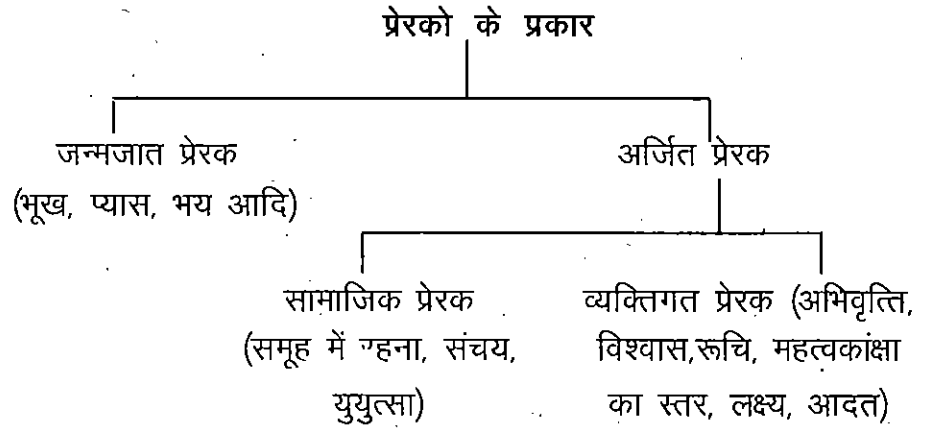 प्रेरको के प्रकार
जन्मजात प्रेरक
(भूख, प्यास, भय आदि)
अर्जित प्रेरक
सामाजिक प्रेरक
(समूह में हना, संचय,
युयुत्सा)
व्यक्तिगत प्रेरक (अभिवृत्ति,
विश्वास,रूचि, महत्वकांक्षा
का स्तर, लक्ष्य, आदत)